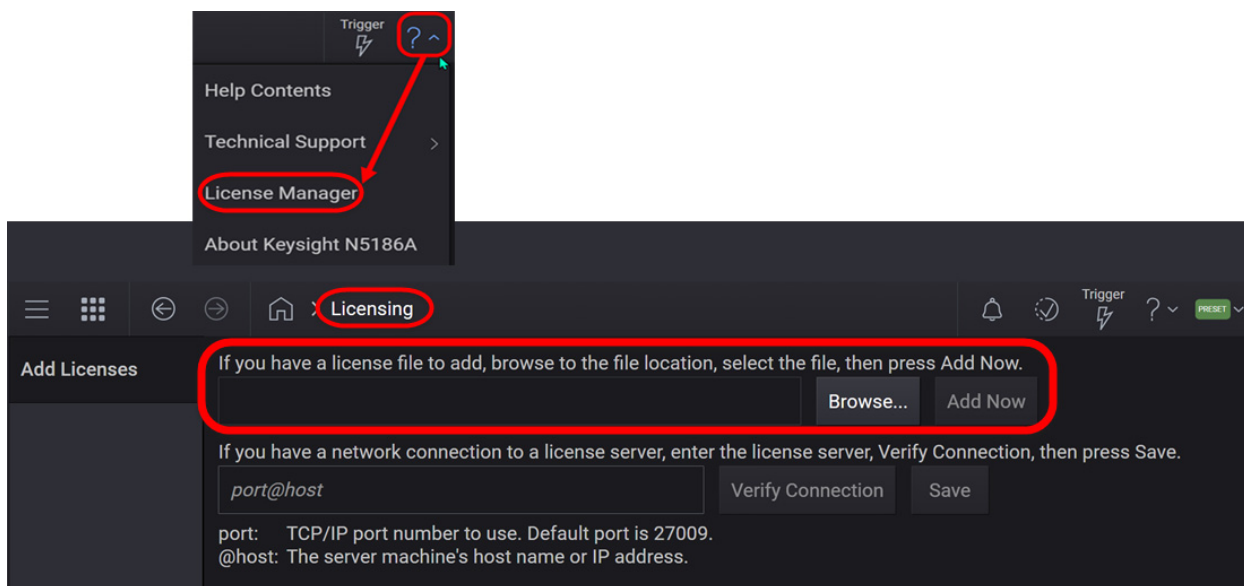 Trigger
?
Help Contents
Technical Support >
License Manager
About Keysight N5186A
> Licensing
Trigger
?
PRESET
Add Licenses
If you have a license file to add, browse to the file location, select the file, then press Add Now.
Browse... Add Now
If you have a network connection to a license server, enter the license server, Verify Connection, then press Save.
port@host Verify Connection Save
port: TCP/IP port number to use. Default port is 27009.
@host: The server machine's host name or IP address.